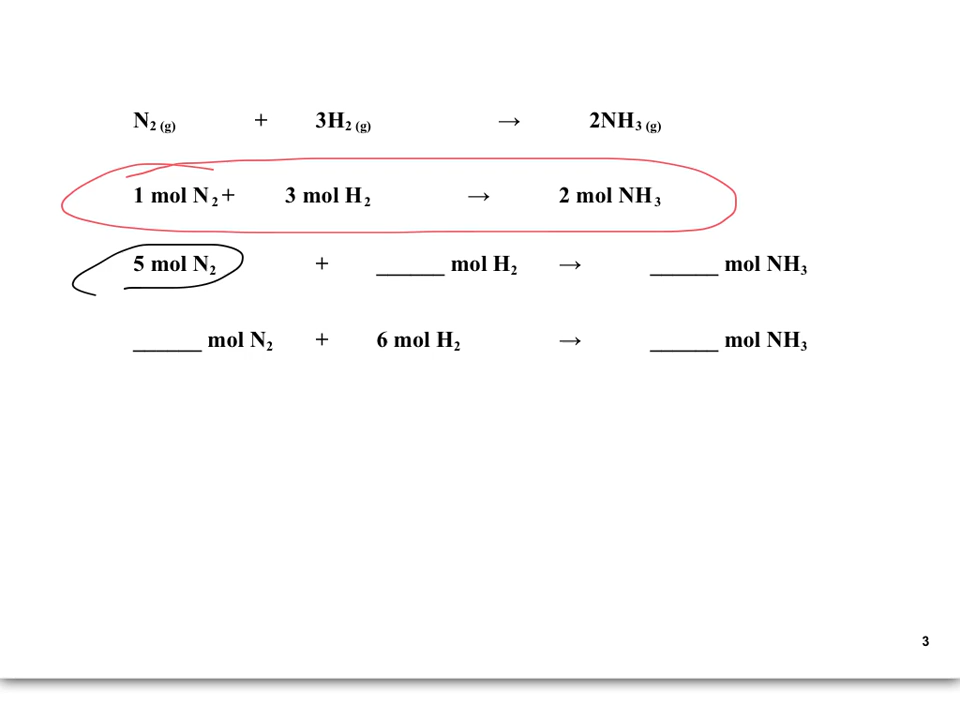 N₂ (g) + 3H₂ (g) → 2NH₃ (g)
1 mol N₂ + 3 mol H₂ → 2 mol NH₃
5 mol N₂ + ______ mol H₂ → ______ mol NH₃
______ mol N₂ + 6 mol H₂ → ______ mol NH₃
3